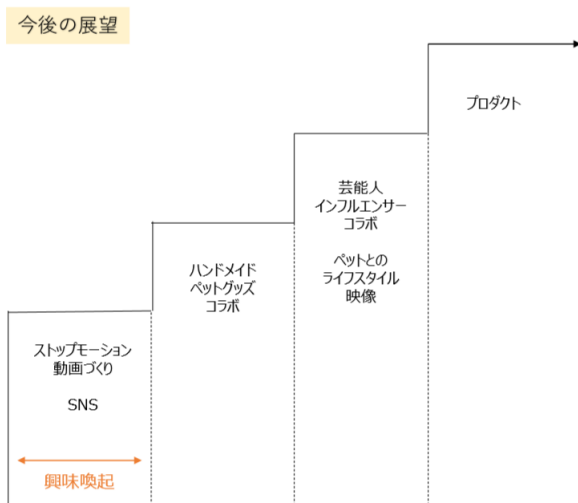 今後の展望
ストップモーション
動画づくり
SNS
興味喚起
ハンドメイド
ペットグッズ
コラボ
芸能人
インフルエンサー
コラボ
ペットとの
ライフスタイル
映像
プロダクト